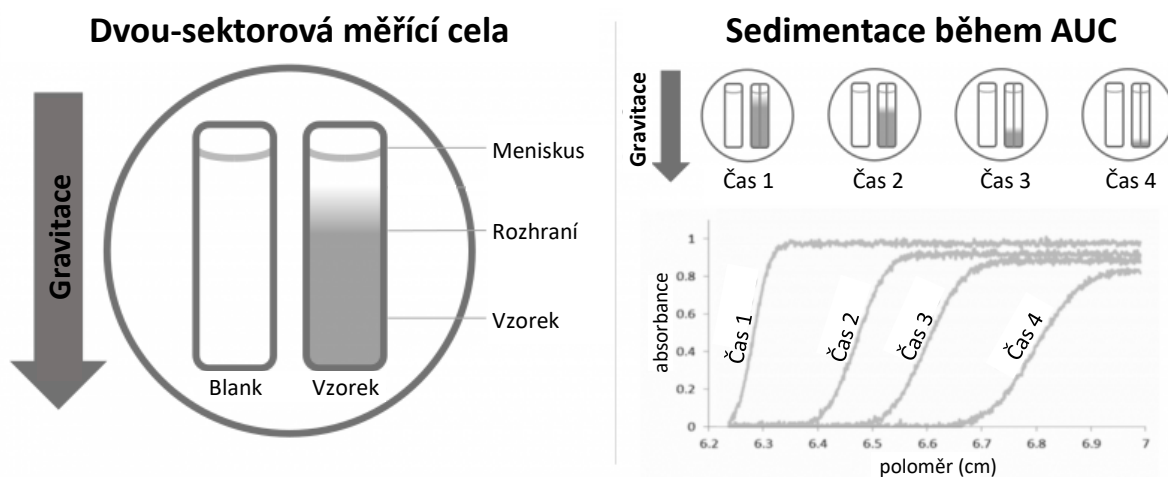 Dvou-sektorová měřící cela
Gravitace
Meniskus
Rozhraní
Vzorek
Blank
Vzorek
Sedimentace během AUC
Gravitace
Čas 1
Čas 2
Čas 3
Čas 4
absorbance
1
0.8
0.6
0.4
0.2
0
Čas 1
Čas 2
Čas 3
Čas 4
6.2
6.3
6.4
6.5
6.6
6.7
6.8
6.9
7
poloměr (cm)